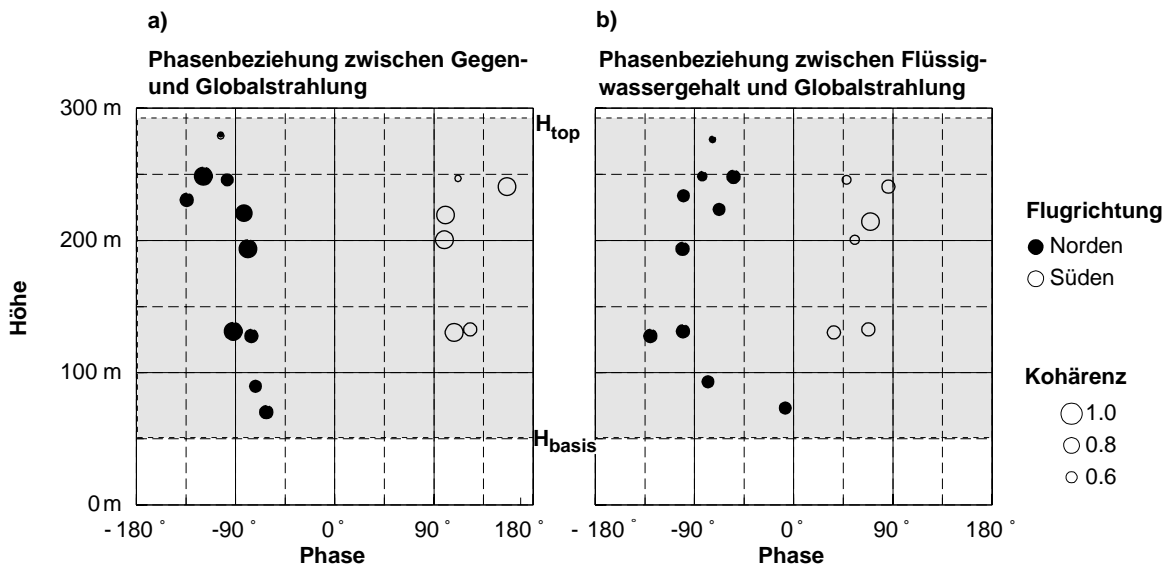 a)
Phasenbeziehung zwischen Gegen-
und Globalstrahlung
b)
Phasenbeziehung zwischen Flüssig-
wassergehalt und Globalstrahlung
300 m
200 m
100 m
0 m
Höhe
H_top
H_basis
- 180° -90° 0° 90° 180°
Phase
- 180° -90° 0° 90° 180°
Phase
Flugrichtung
Norden
Süden
Kohärenz
1.0
0.8
0.6